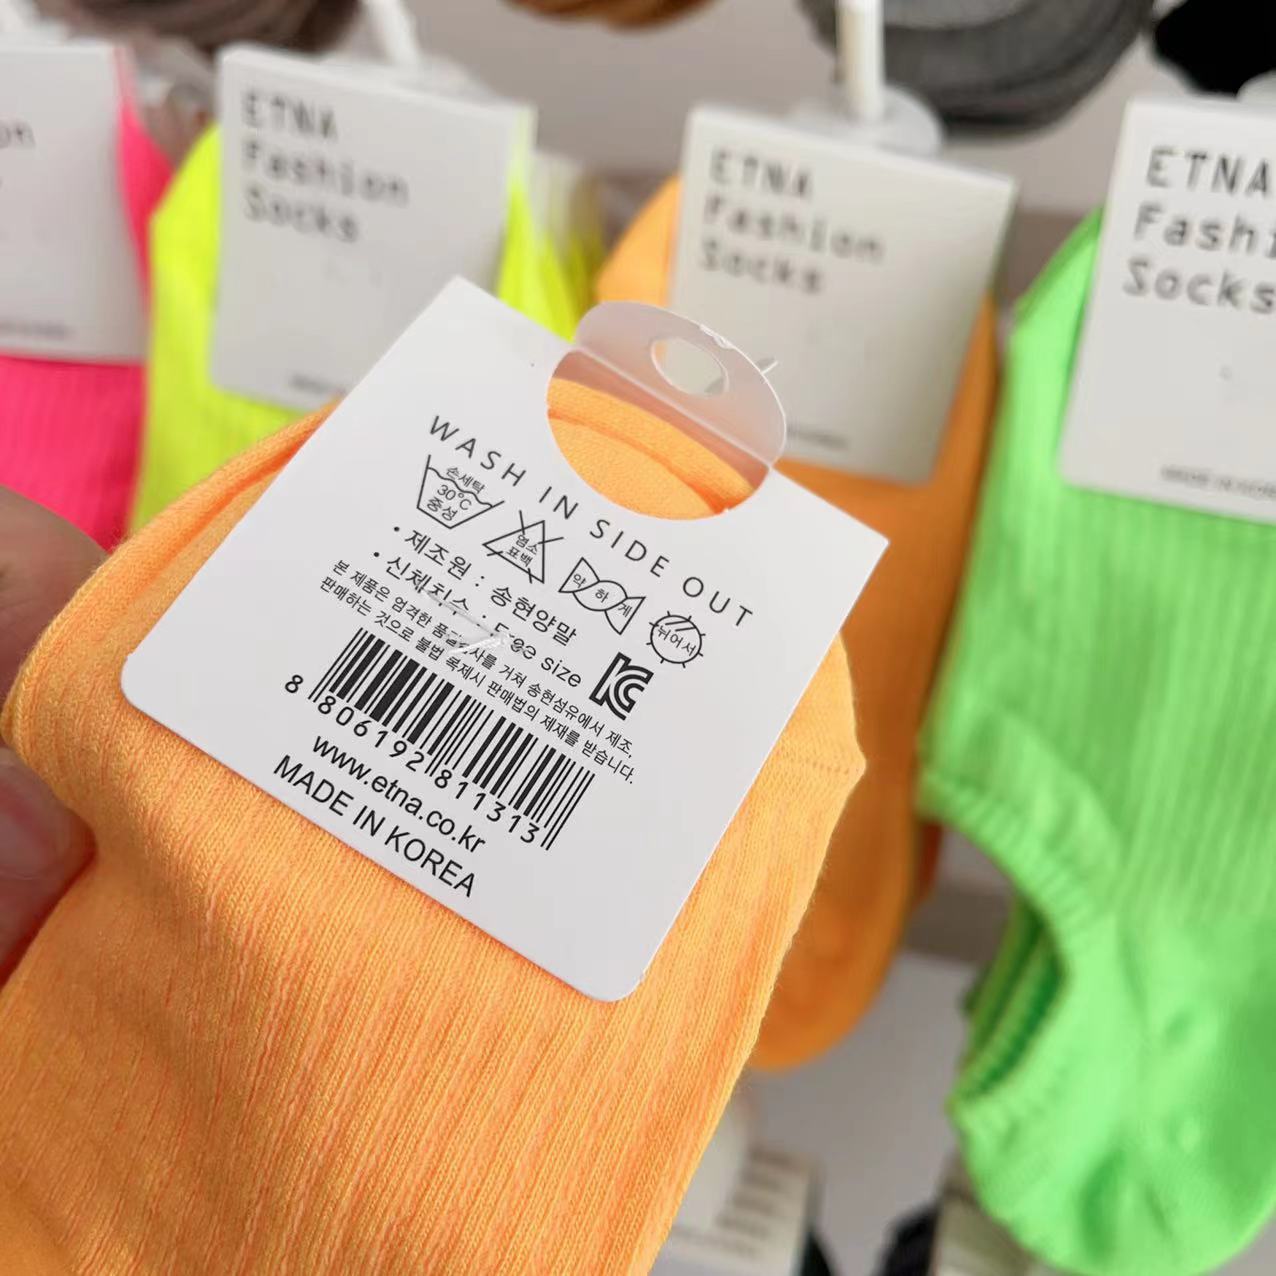 ETNA
Fashion
Socks
ETNA
Fashion
Socks
ETNA
Fashi
Socks
WASH IN SIDE OUT
손세탁
30℃
중성
염소
표백
약하게
뉘어서
• 제조원 : 송현양말
• 신체치수 : Free size
본 제품은 엄격한 품질검사를 거쳐 송현섬유에서 제조,
판매하는 것으로 불법 복제시 판매법의 제재를 받습니다.
8 806192 811313
www.etna.co.kr
MADE IN KOREA